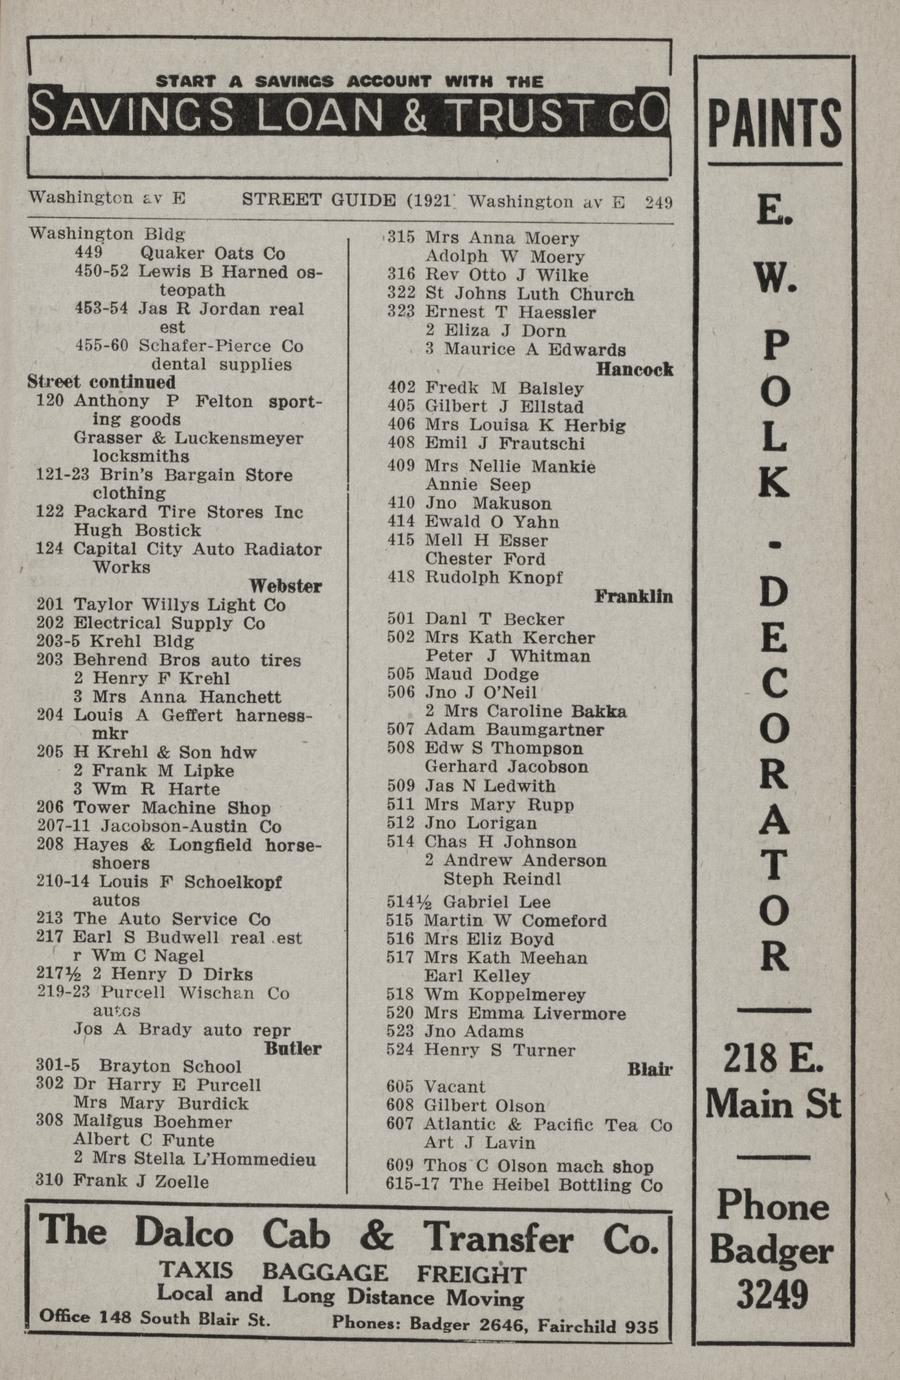 START A SAVINGS ACCOUNT WITH THE
SAVINGS LOAN & TRUST CO
Washington av E STREET GUIDE (1921) Washington av E 249
Washington Bldg
449 Quaker Oats Co
450-52 Lewis B Harned os-
teopath
453-54 Jas R Jordan real
est
455-60 Schafer-Pierce Co
dental supplies
Street continued
120 Anthony P Felton sport-
ing goods
Grasser & Luckensmeyer
locksmiths
121-23 Brin's Bargain Store
clothing
122 Packard Tire Stores Inc
Hugh Bostick
124 Capital City Auto Radiator
Works
Webster
201 Taylor Willys Light Co
202 Electrical Supply Co
203-5 Krehl Bldg
203 Behrend Bros auto tires
2 Henry F Krehl
3 Mrs Anna Hanchett
204 Louis A Geffert harness-
mkr
205 H Krehl & Son hdw
2 Frank M Lipke
3 Wm R Harte
206 Tower Machine Shop
207-11 Jacobson-Austin Co
208 Hayes & Longfield horse-
shoers
210-14 Louis F Schoelkopf
autos
213 The Auto Service Co
217 Earl S Budwell real est
r Wm C Nagel
217½ 2 Henry D Dirks
219-23 Purcell Wischan Co
autos
Jos A Brady auto repr
Butler
301-5 Brayton School
302 Dr Harry E Purcell
Mrs Mary Burdick
308 Maligus Boehmer
Albert C Funte
2 Mrs Stella L'Hommedieu
310 Frank J Zoelle
315 Mrs Anna Moery
Adolph W Moery
316 Rev Otto J Wilke
322 St Johns Luth Church
323 Ernest T Haessler
2 Eliza J Dorn
3 Maurice A Edwards
Hancock
402 Fredk M Balsley
405 Gilbert J Ellstad
406 Mrs Louisa K Herbig
408 Emil J Frautschi
409 Mrs Nellie Mankie
Annie Seep
410 Jno Makuson
414 Ewald O Yahn
415 Mell H Esser
Chester Ford
418 Rudolph Knopf
Franklin
501 Danl T Becker
502 Mrs Kath Kercher
Peter J Whitman
505 Maud Dodge
506 Jno J O'Neil
2 Mrs Caroline Bakka
507 Adam Baumgartner
508 Edw S Thompson
Gerhard Jacobson
509 Jas N Ledwith
511 Mrs Mary Rupp
512 Jno Lorigan
514 Chas H Johnson
2 Andrew Anderson
Steph Reindl
514½ Gabriel Lee
515 Martin W Comeford
516 Mrs Eliz Boyd
517 Mrs Kath Meehan
Earl Kelley
518 Wm Koppelmerey
520 Mrs Emma Livermore
523 Jno Adams
524 Henry S Turner
Blair
605 Vacant
608 Gilbert Olson
607 Atlantic & Pacific Tea Co
Art J Lavin
609 Thos C Olson mach shop
615-17 The Heibel Bottling Co
The Dalco Cab & Transfer Co.
TAXIS BAGGAGE FREIGHT
Local and Long Distance Moving
Office 148 South Blair St. Phones: Badger 2646, Fairchild 935
PAINTS
E.
W.
POLK
-
DECORATOR
218 E.
Main St
Phone
Badger
3249